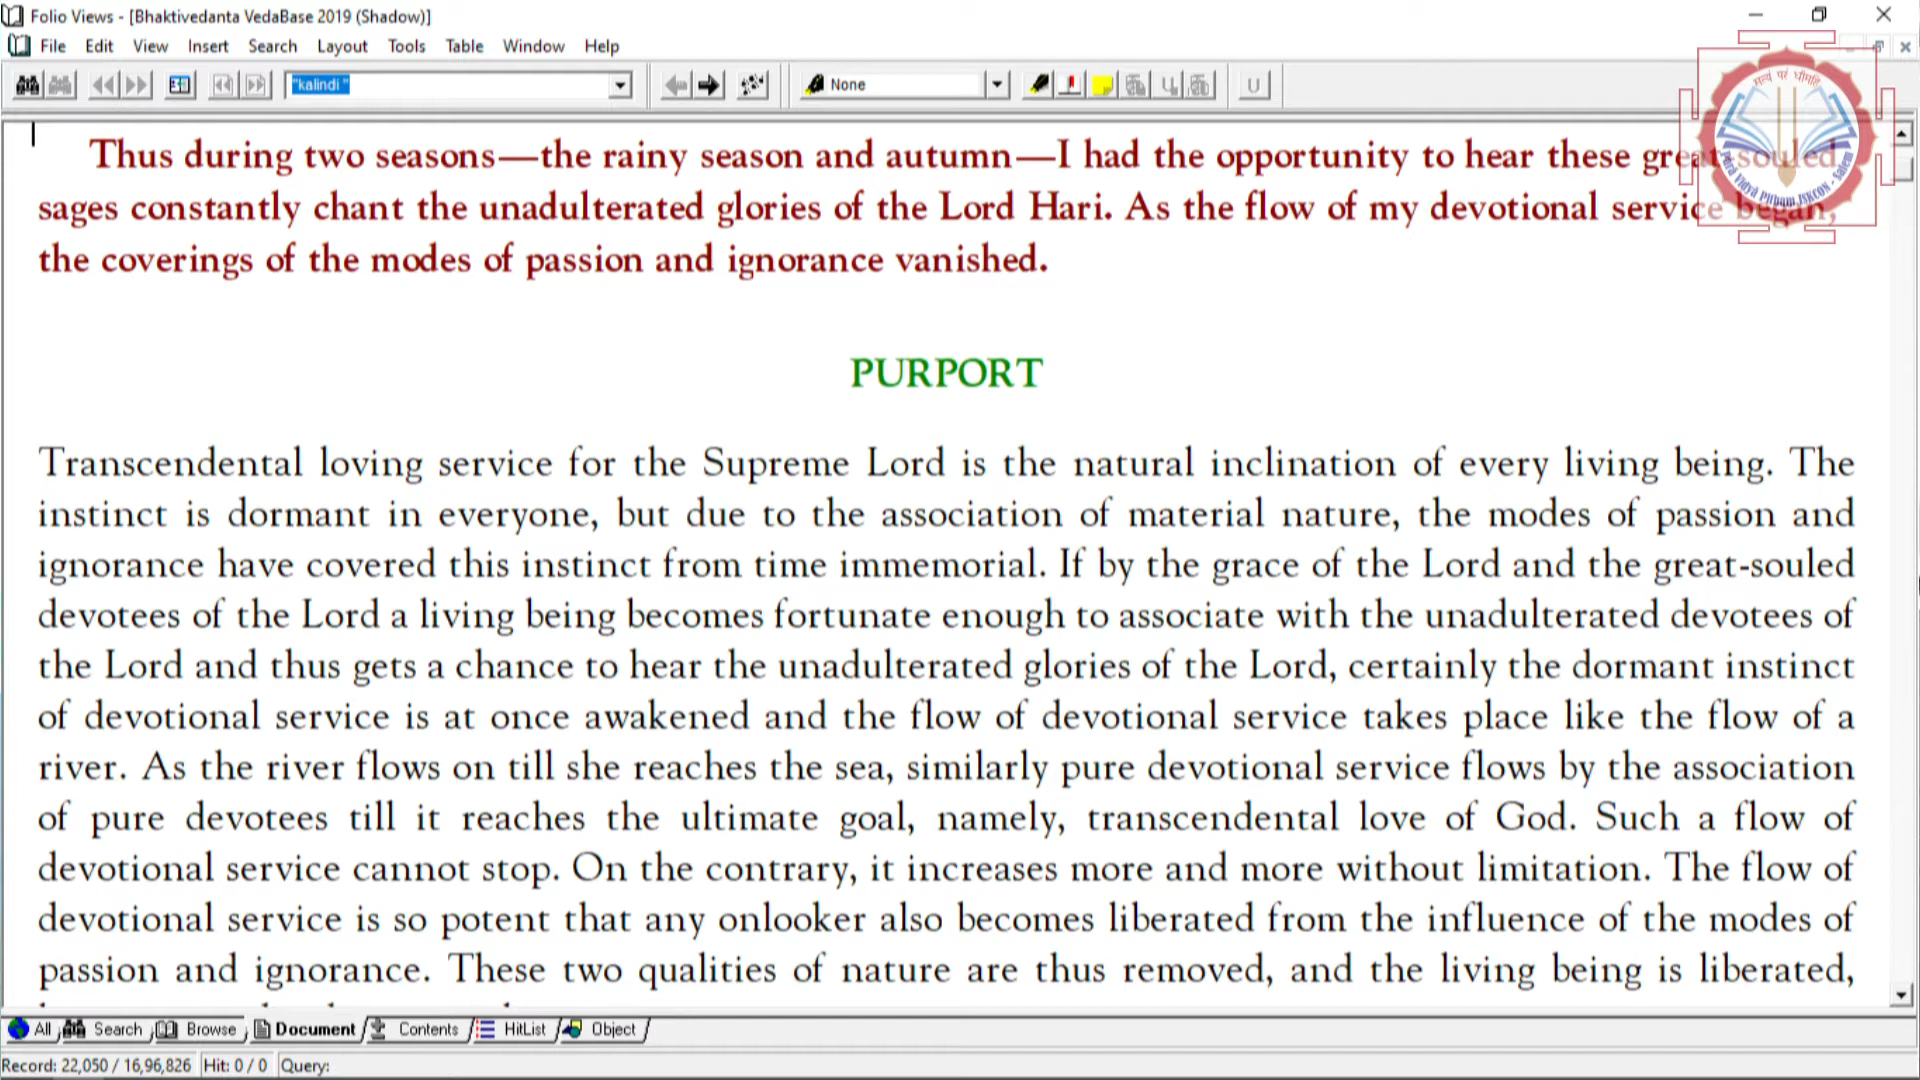 Folio Views - [Bhaktivedanta VedaBase 2019 (Shadow)]
File Edit View Insert Search Layout Tools Table Window Help
"kalindi "
None
U
सत्यं परं धीमहि
Thus during two seasons—the rainy season and autumn—I had the opportunity to hear these great-souled
sages constantly chant the unadulterated glories of the Lord Hari. As the flow of my devotional service began,
the coverings of the modes of passion and ignorance vanished.
Para Vidya Pitham ISKCON - Salem
PURPORT
Transcendental loving service for the Supreme Lord is the natural inclination of every living being. The
instinct is dormant in everyone, but due to the association of material nature, the modes of passion and
ignorance have covered this instinct from time immemorial. If by the grace of the Lord and the great-souled
devotees of the Lord a living being becomes fortunate enough to associate with the unadulterated devotees of
the Lord and thus gets a chance to hear the unadulterated glories of the Lord, certainly the dormant instinct
of devotional service is at once awakened and the flow of devotional service takes place like the flow of a
river. As the river flows on till she reaches the sea, similarly pure devotional service flows by the association
of pure devotees till it reaches the ultimate goal, namely, transcendental love of God. Such a flow of
devotional service cannot stop. On the contrary, it increases more and more without limitation. The flow of
devotional service is so potent that any onlooker also becomes liberated from the influence of the modes of
passion and ignorance. These two qualities of nature are thus removed, and the living being is liberated,
All Search Browse Document Contents HitList Object
Record: 22,050 / 16,96,826 Hit: 0 / 0 Query: